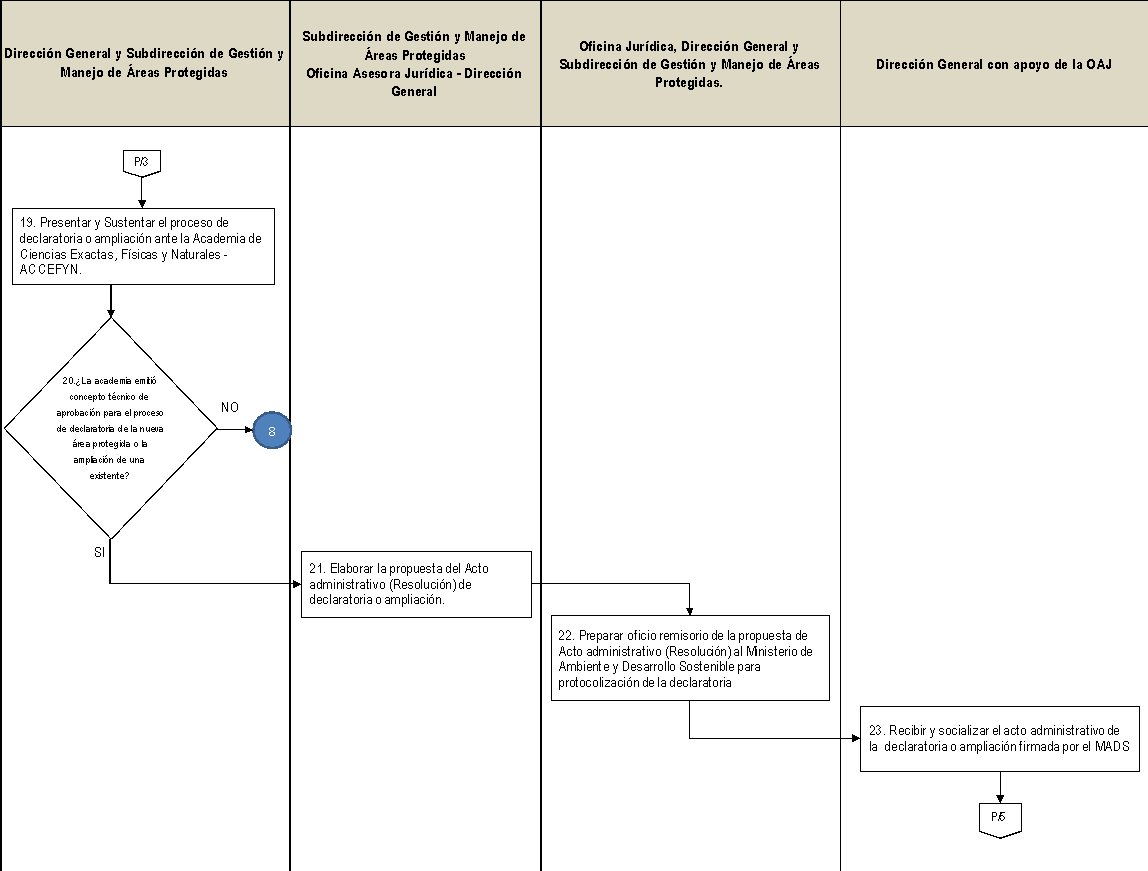 Dirección General y Subdirección de Gestión y
Manejo de Áreas Protegidas
Subdirección de Gestión y Manejo de
Áreas Protegidas
Oficina Asesora Jurídica - Dirección
General
Oficina Jurídica, Dirección General y
Subdirección de Gestión y Manejo de Áreas
Protegidas.
Dirección General con apoyo de la OAJ
P/3
19. Presentar y Sustentar el proceso de
declaratoria o ampliación ante la Academia de
Ciencias Exactas, Físicas y Naturales -
ACCEFYN.
20.¿La academia emitió
concepto técnico de
aprobación para el proceso
de declaratoria de la nueva
área protegida o la
ampliación de una
existente?
NO
8
SI
21. Elaborar la propuesta del Acto
administrativo (Resolución) de
declaratoria o ampliación.
22. Preparar oficio remisorio de la propuesta de
Acto administrativo (Resolución) al Ministerio de
Ambiente y Desarrollo Sostenible para
protocolización de la declaratoria
23. Recibir y socializar el acto administrativo de
la declaratoria o ampliación firmada por el MADS
P/5